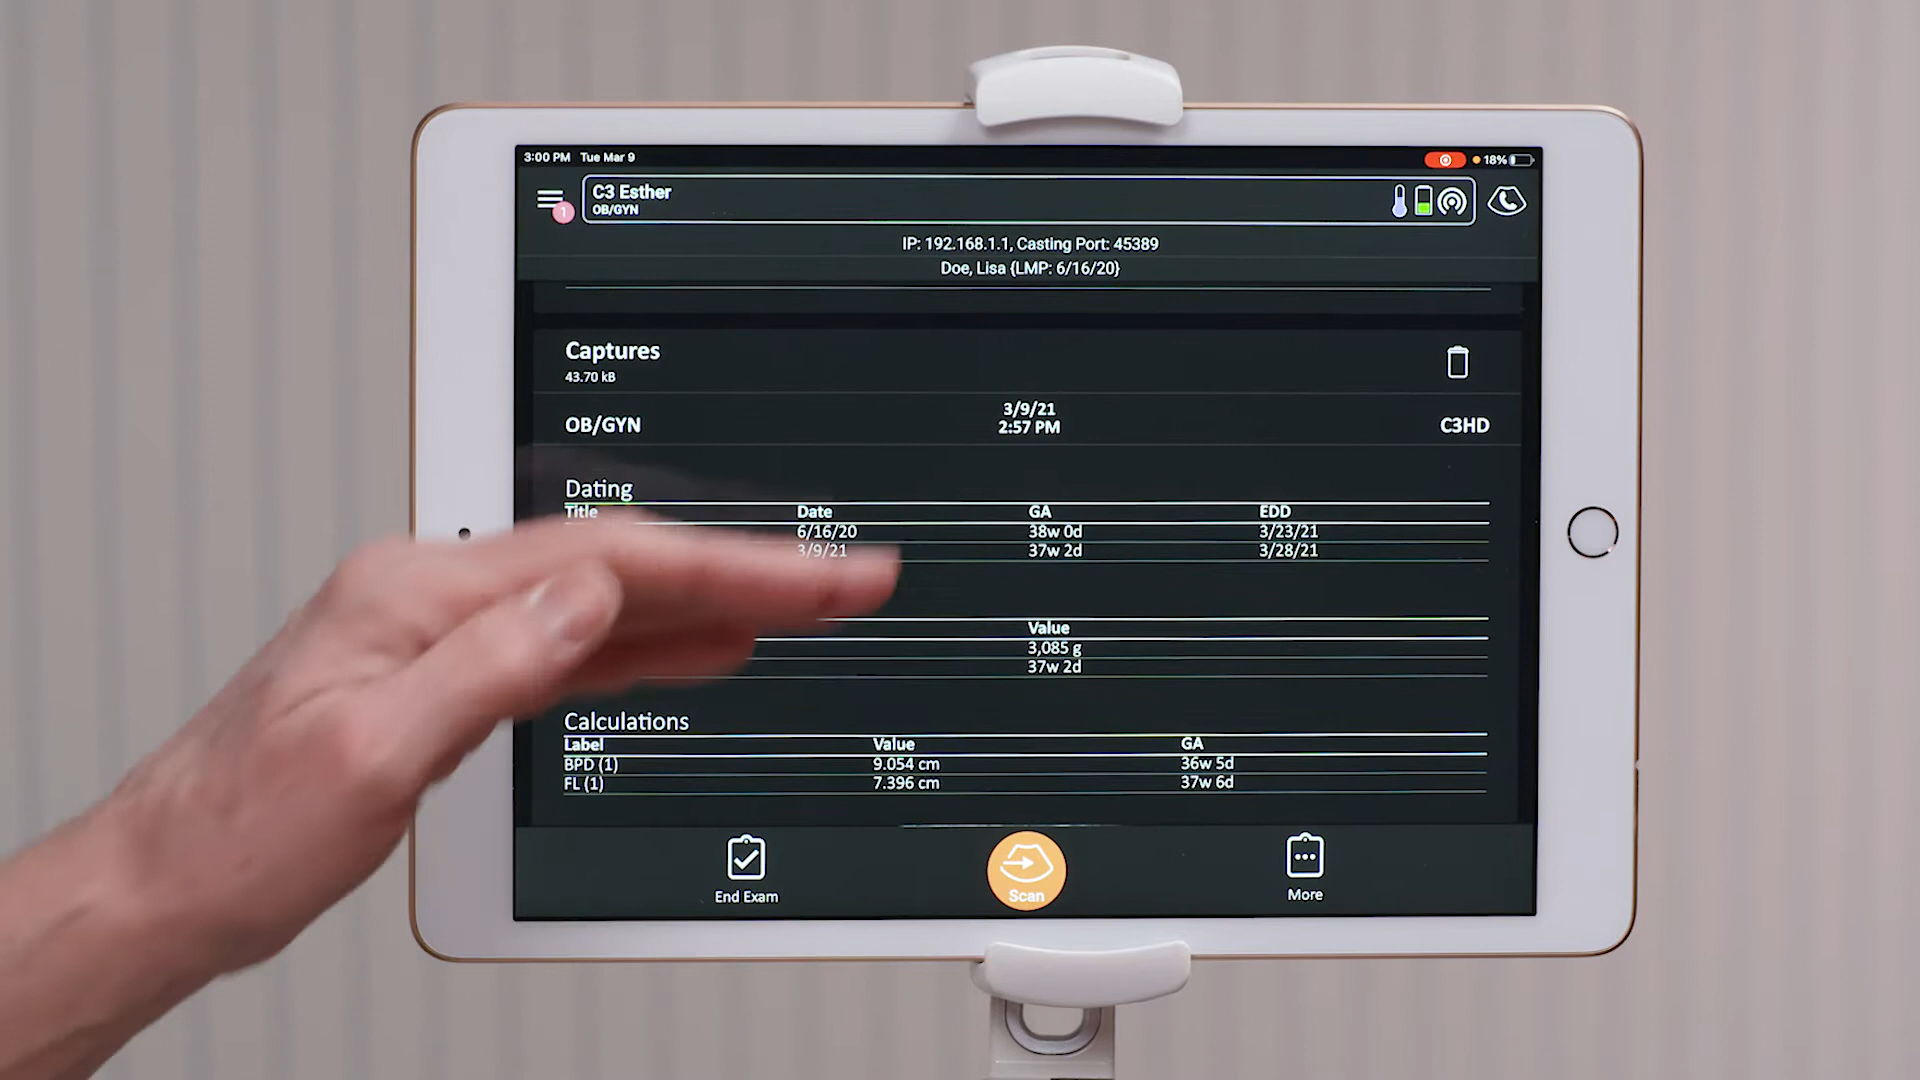 3:00 PM Tue Mar 9
18%
C3 Esther
1
OB/GYN
IP: 192.168.1.1, Casting Port: 45389
Doe, Lisa {LMP: 6/16/20}
Captures
43.70 kB
3/9/21
OB/GYN 2:57 PM C3HD
Dating
Title Date GA EDD
6/16/20 38w 0d 3/23/21
3/9/21 37w 2d 3/28/21
Value
3,085 g
37w 2d
Calculations
Label Value GA
BPD (1) 9.054 cm 36w 5d
FL (1) 7.396 cm 37w 6d
End Exam Scan More